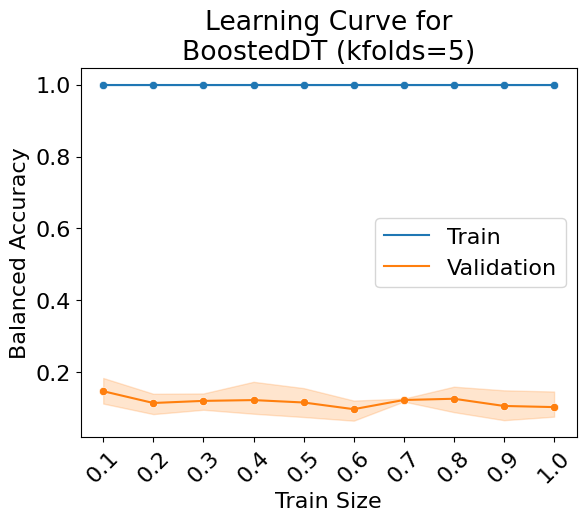 Learning Curve for
BoostedDT (kfolds=5)
Balanced Accuracy
1.0
0.8
0.6
0.4
0.2
Train
Validation
0.1 0.2 0.3 0.4 0.5 0.6 0.7 0.8 0.9 1.0
Train Size